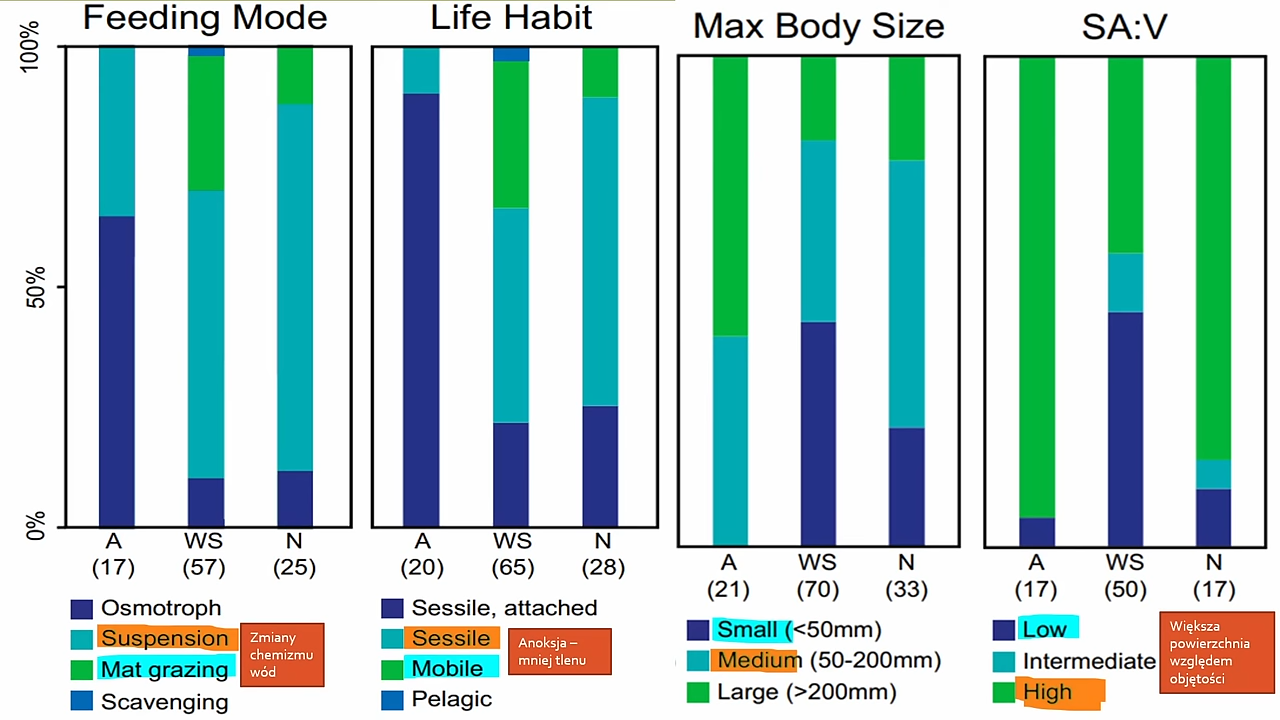 Feeding Mode
Life Habit
Max Body Size
SA:V
100%
50%
0%
A
WS
N
(17)
(57)
(25)
A
WS
N
(20)
(65)
(28)
A
WS
N
(21)
(70)
(33)
A
WS
N
(17)
(50)
(17)
Osmotroph
Suspension
Mat grazing
Scavenging
Zmiany
chemizmu
wód
Sessile, attached
Sessile
Mobile
Pelagic
Anoksja –
mniej tlenu
Small (<50mm)
Medium (50-200mm)
Large (>200mm)
Low
Intermediate
High
Większa
powierzchnia
względem
objętości